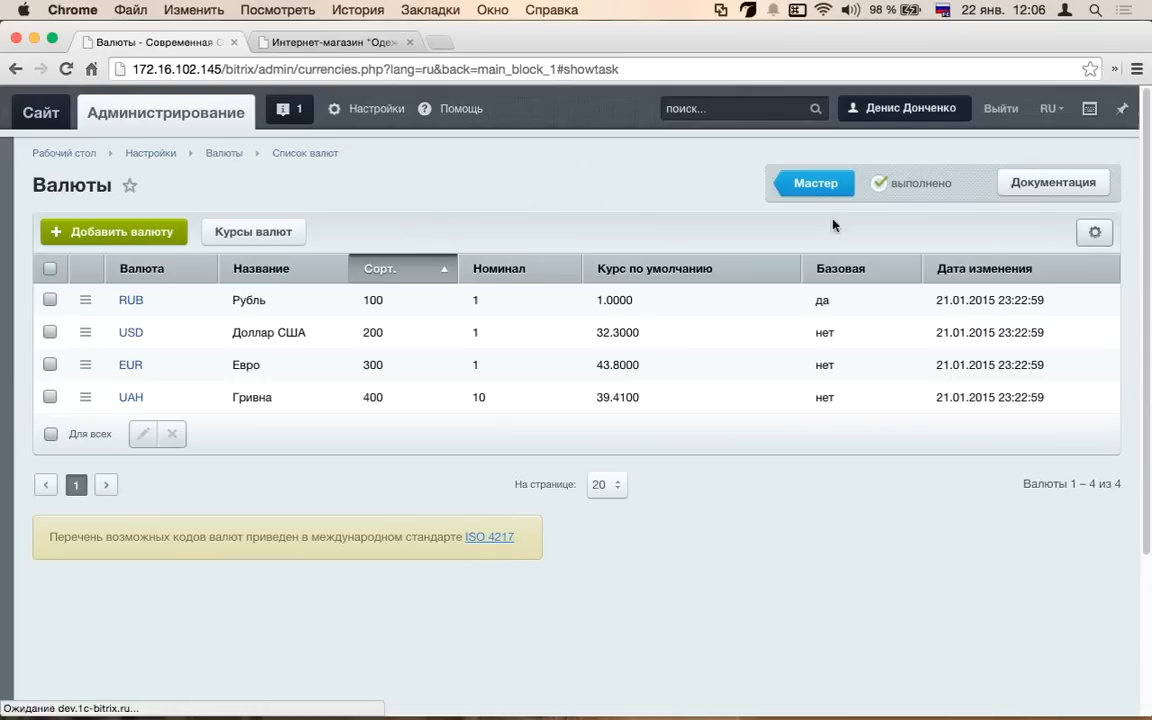 Chrome Файл Изменить Посмотреть История Закладки Окно Справка 98 % 22 янв. 12:06
Валюты - Современная Интернет-магазин "Одеж
172.16.102.145/bitrix/admin/currencies.php?lang=ru&back=main_block_1#showtask
Сайт Администрирование 1 Настройки Помощь поиск... Денис Донченко Выйти RU
Рабочий стол Настройки Валюты Список валют
Валюты Мастер выполнено Документация
+ Добавить валюту Курсы валют
Валюта Название Сорт. Номинал Курс по умолчанию Базовая Дата изменения
RUB Рубль 100 1 1.0000 да 21.01.2015 23:22:59
USD Доллар США 200 1 32.3000 нет 21.01.2015 23:22:59
EUR Евро 300 1 43.8000 нет 21.01.2015 23:22:59
UAH Гривна 400 10 39.4100 нет 21.01.2015 23:22:59
Для всех
1 На странице: 20 Валюты 1 – 4 из 4
Перечень возможных кодов валют приведен в международном стандарте ISO 4217
Ожидание dev.1c-bitrix.ru...